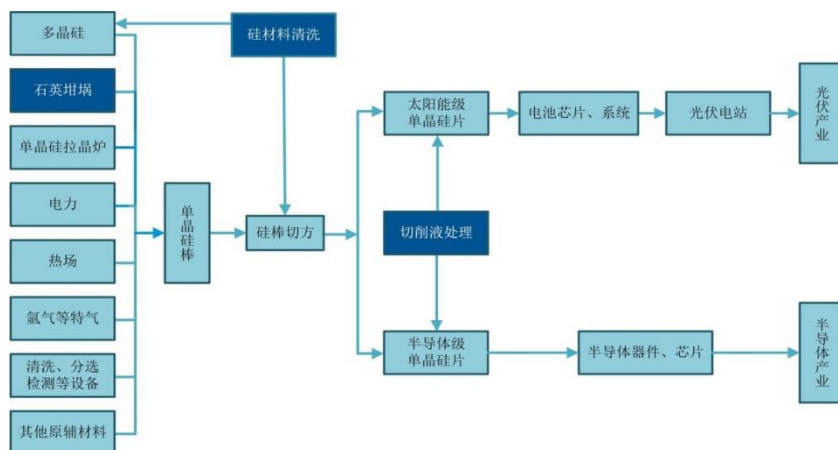 多晶硅
硅材料清洗
石英坩埚
单晶硅拉晶炉
电力
热场
氩气等特气
清洗、分选
检测等设备
其他原辅材料
单晶硅棒
硅棒切方
太阳能级
单晶硅片
切削液处理
半导体级
单晶硅片
电池芯片、系统
光伏电站
光伏产业
半导体器件、芯片
半导体产业